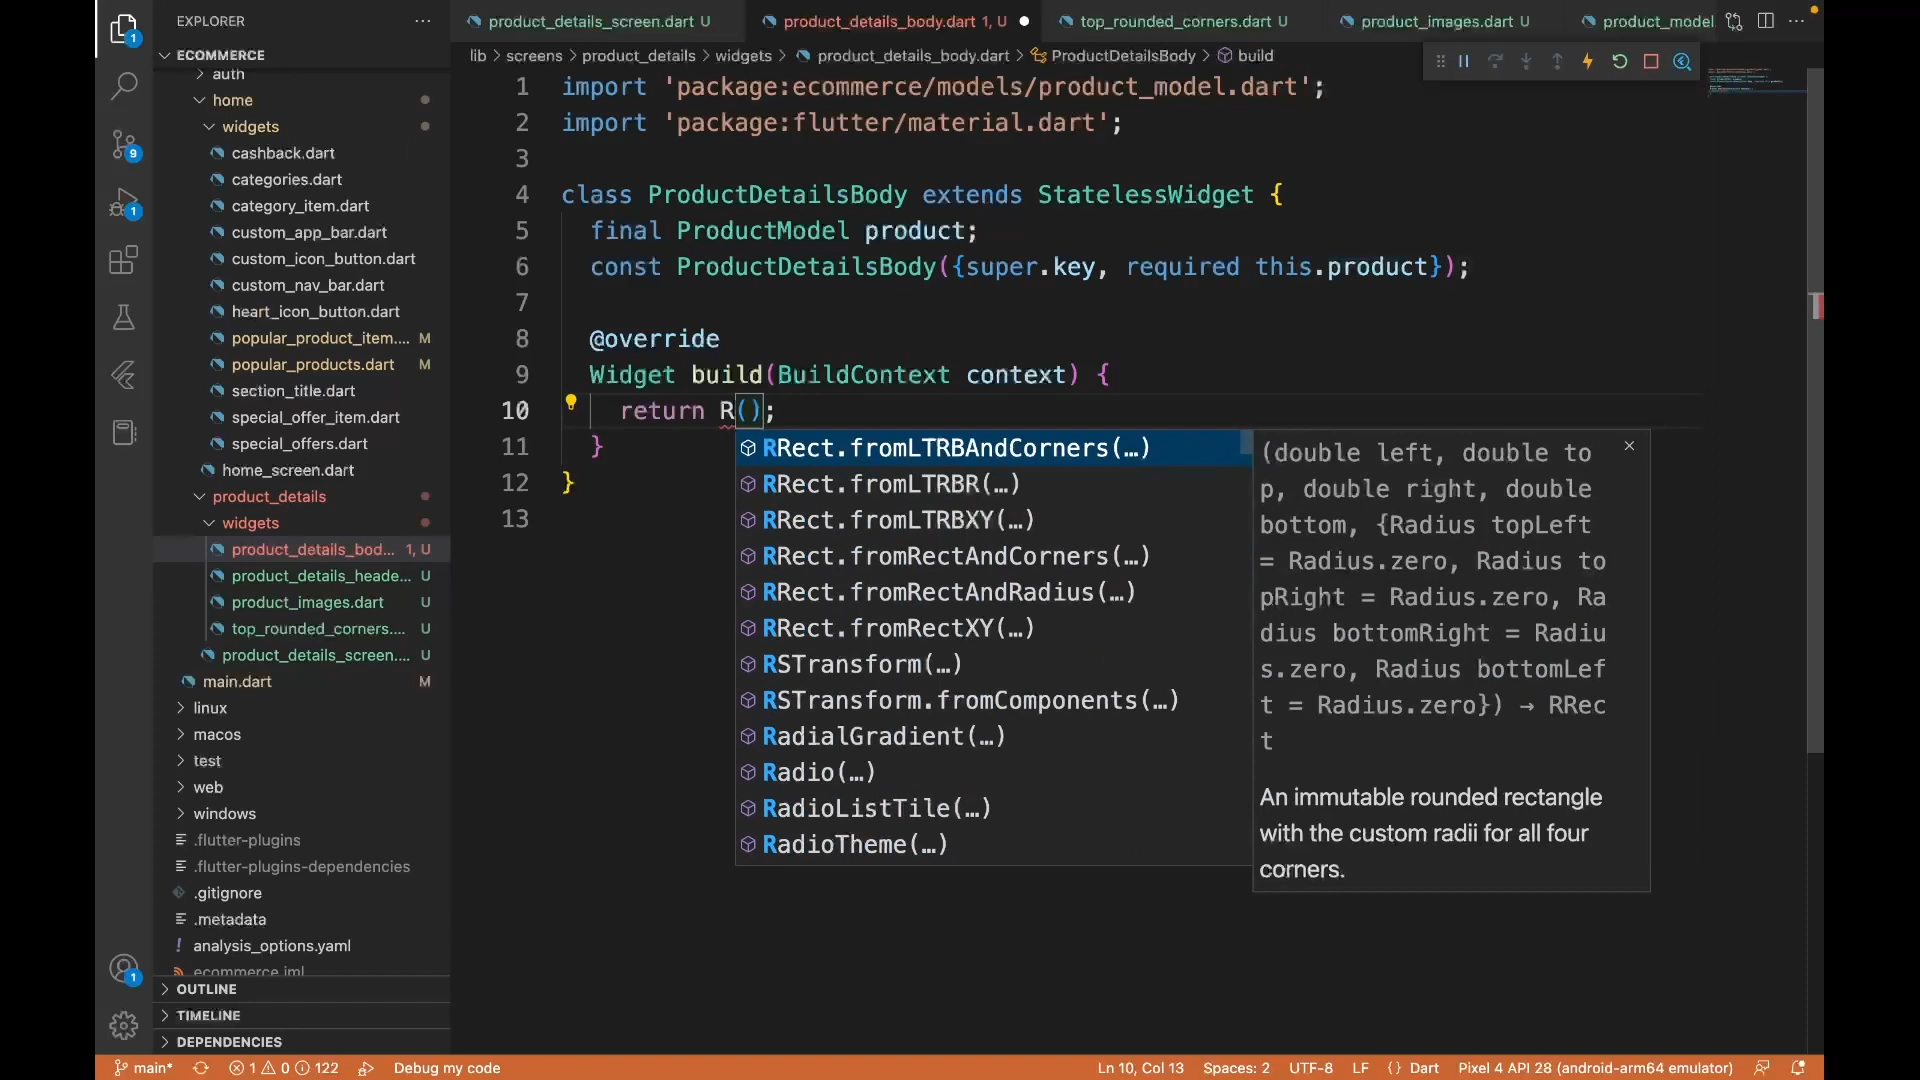 EXPLORER
ECOMMERCE
auth
home
widgets
cashback.dart
categories.dart
category_item.dart
custom_app_bar.dart
custom_icon_button.dart
custom_nav_bar.dart
heart_icon_button.dart
popular_product_item.... M
popular_products.dart M
section_title.dart
special_offer_item.dart
special_offers.dart
home_screen.dart
product_details
widgets
product_details_bod... 1, U
product_details_heade... U
product_images.dart U
top_rounded_corners.... U
product_details_screen.... U
main.dart M
linux
macos
test
web
windows
.flutter-plugins
.flutter-plugins-dependencies
.gitignore
.metadata
analysis_options.yaml
ecommerce.iml
OUTLINE
TIMELINE
DEPENDENCIES
1
9
1
1
product_details_screen.dart U
product_details_body.dart 1, U
top_rounded_corners.dart U
product_images.dart U
product_model
lib > screens > product_details > widgets > product_details_body.dart > ProductDetailsBody > build
1 import 'package:ecommerce/models/product_model.dart';
2 import 'package:flutter/material.dart';
3
4 class ProductDetailsBody extends StatelessWidget {
5 final ProductModel product;
6 const ProductDetailsBody({super.key, required this.product});
7
8 @override
9 Widget build(BuildContext context) {
10 return R();
11 }
12 }
13
RRect.fromLTRBAndCorners(…)
RRect.fromLTRBR(…)
RRect.fromLTRBXY(…)
RRect.fromRectAndCorners(…)
RRect.fromRectAndRadius(…)
RRect.fromRectXY(…)
RSTransform(…)
RSTransform.fromComponents(…)
RadialGradient(…)
Radio(…)
RadioListTile(…)
RadioTheme(…)
(double left, double to
p, double right, double
bottom, {Radius topLeft
= Radius.zero, Radius to
pRight = Radius.zero, Ra
dius bottomRight = Radiu
s.zero, Radius bottomLef
t = Radius.zero}) → RRec
t
An immutable rounded rectangle
with the custom radii for all four
corners.
main* 1 0 122 Debug my code Ln 10, Col 13 Spaces: 2 UTF-8 LF {} Dart Pixel 4 API 28 (android-arm64 emulator)